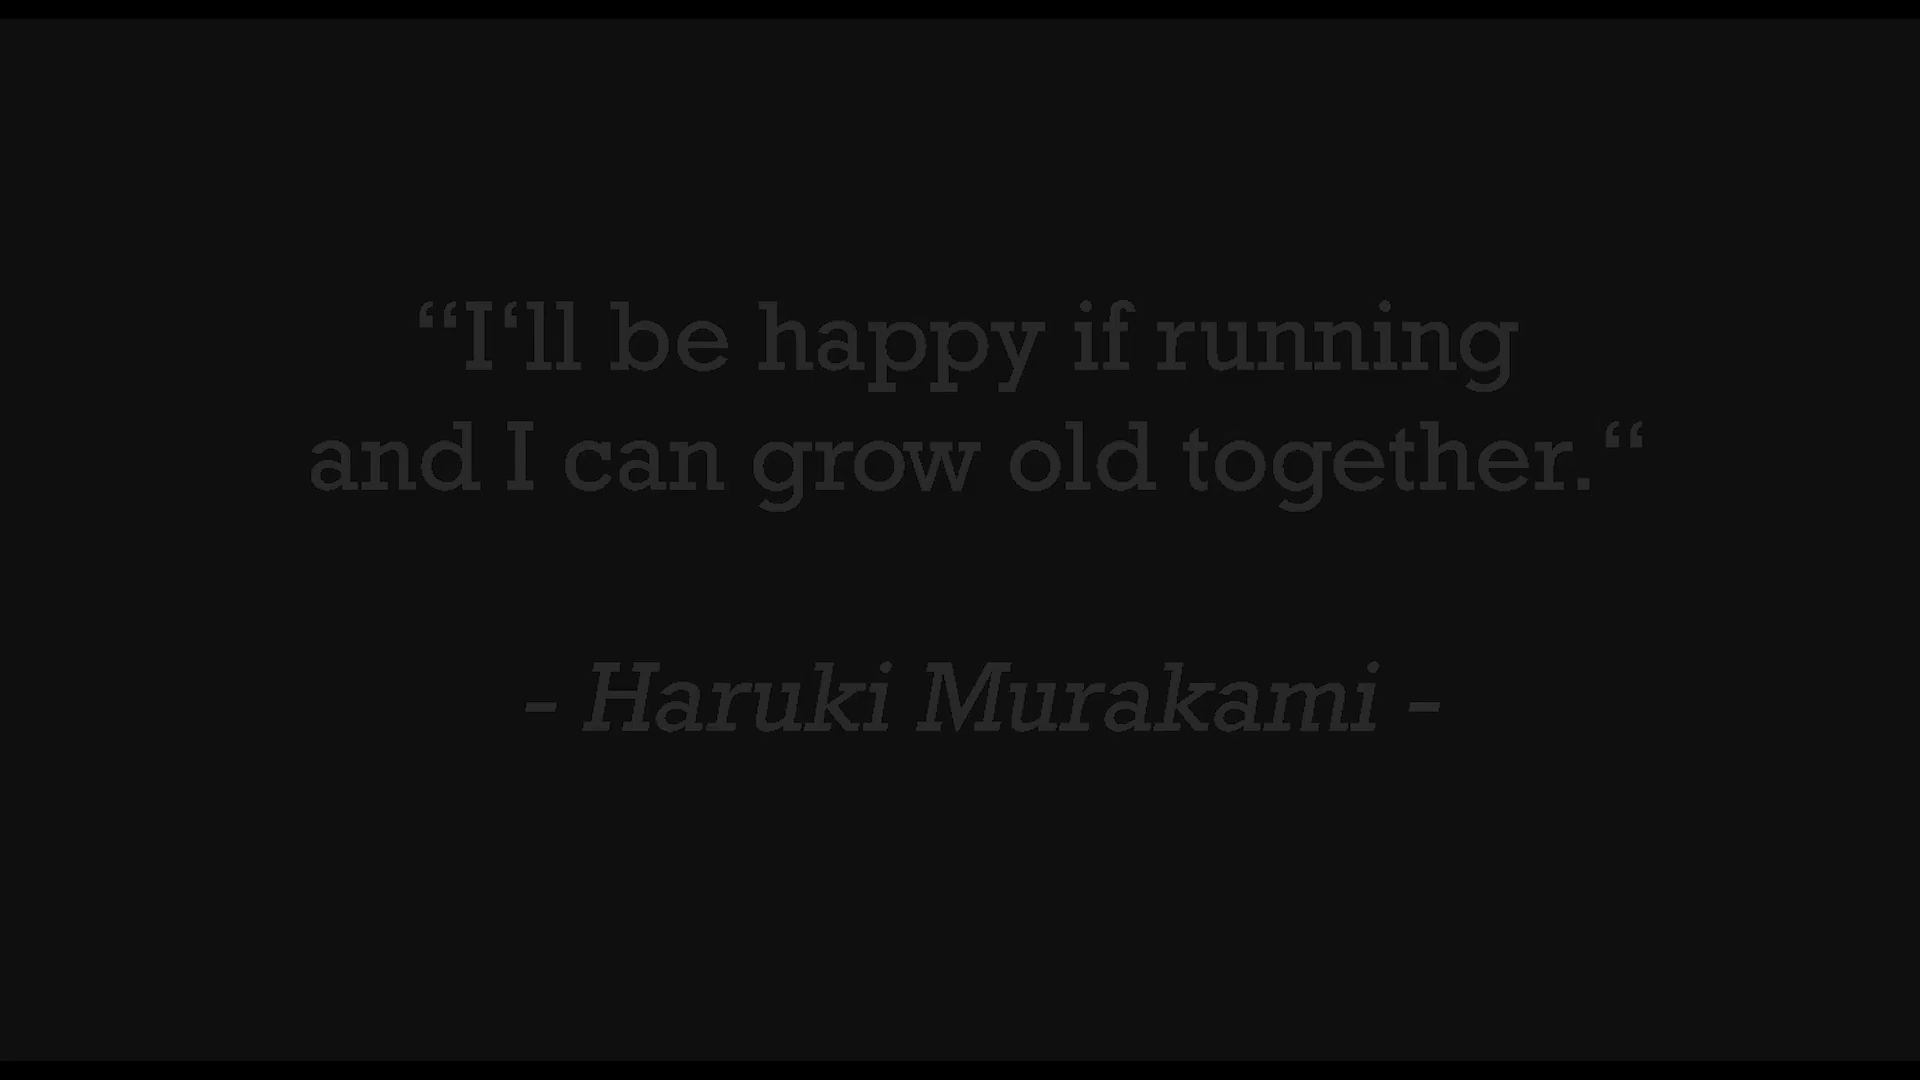 “I‘ll be happy if running
and I can grow old together.“
- Haruki Murakami -